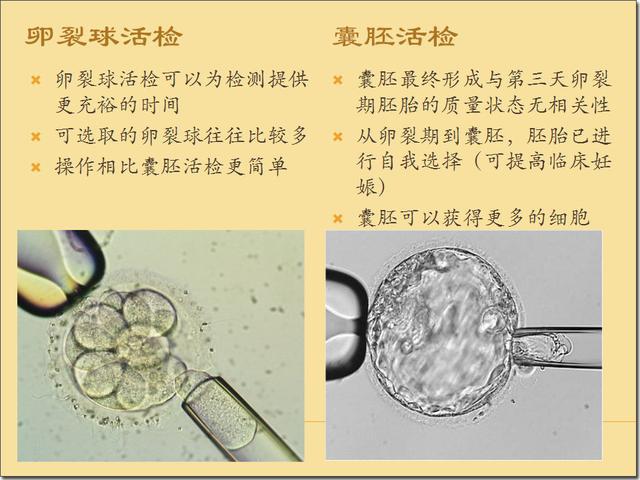 卵裂球活检
卵裂球活检可以为检测提供
更充裕的时间
可选取的卵裂球往往比较多
操作相比囊胚活检更简单
囊胚活检
囊胚最终形成与第三天卵裂
期胚胎的质量状态无相关性
从卵裂期到囊胚，胚胎已进
行自我选择（可提高临床妊
娠）
囊胚可以获得更多的细胞